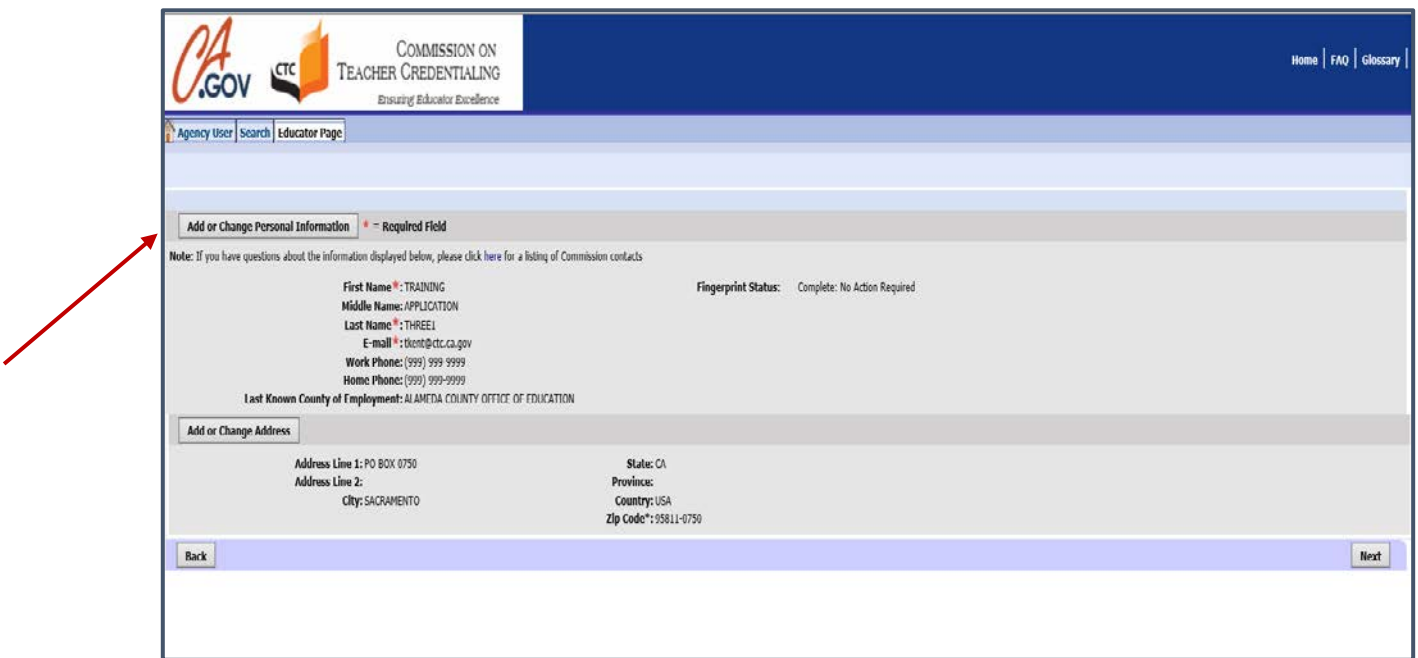 CA.GOV
CTC
COMMISSION ON
TEACHER CREDENTIALING
Ensuring Educator Excellence
Home | FAQ | Glossary |
Agency User Search Educator Page
Add or Change Personal Information * = Required Field
Note: If you have questions about the information displayed below, please click here for a listing of Commission contacts
First Name*: TRAINING Fingerprint Status: Complete: No Action Required
Middle Name: APPLICATION
Last Name*: THREE1
E-mail*: tkent@ctc.ca.gov
Work Phone: (999) 999 9999
Home Phone: (999) 999-9999
Last Known County of Employment: ALAMEDA COUNTY OFFICE OF EDUCATION
Add or Change Address
Address Line 1: PO BOX 0750 State: CA
Address Line 2: Province:
City: SACRAMENTO Country: USA
Zip Code*: 95811-0750
Back Next